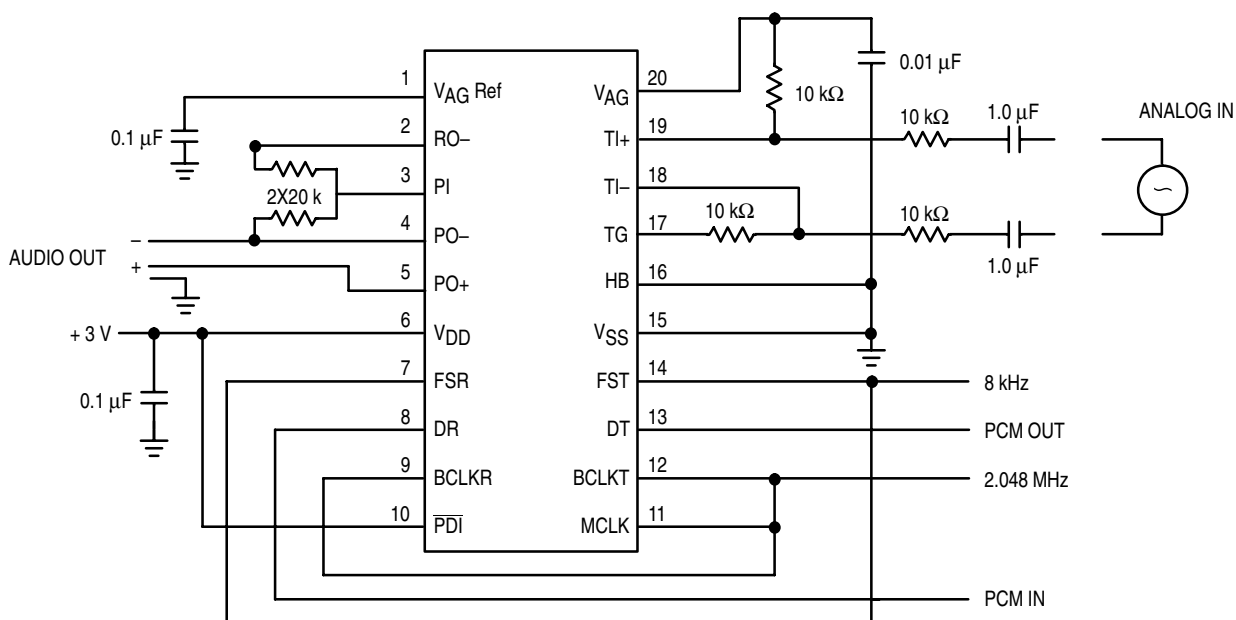 1
VAG Ref
0.1 µF
2
RO–
2X20 k
3
PI
4
PO–
AUDIO OUT
–
+
5
PO+
+ 3 V
6
VDD
0.1 µF
7
FSR
8
DR
9
BCLKR
10
PDI
20
VAG
10 kΩ
0.01 µF
19
TI+
10 kΩ
1.0 µF
ANALOG IN
18
TI–
17
TG
10 kΩ
10 kΩ
1.0 µF
16
HB
15
VSS
14
FST
8 kHz
13
DT
PCM OUT
12
BCLKT
2.048 MHz
11
MCLK
PCM IN